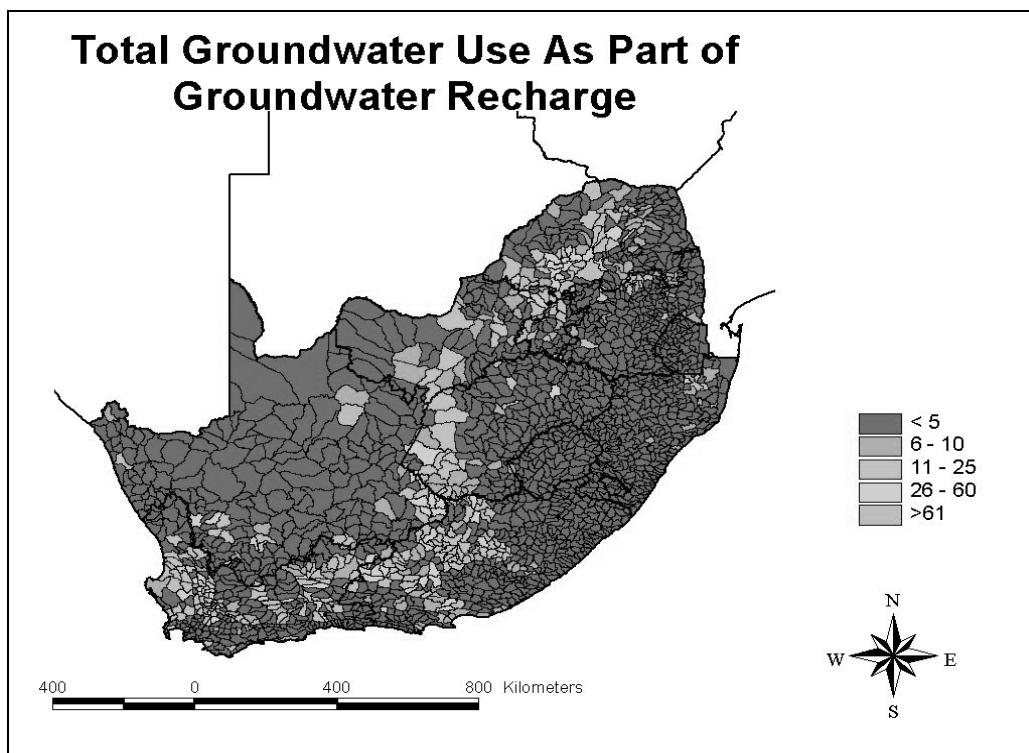 Total Groundwater Use As Part of
Groundwater Recharge
< 5
6 - 10
11 - 25
26 - 60
>61
N
W E
S
400 0 400 800 Kilometers